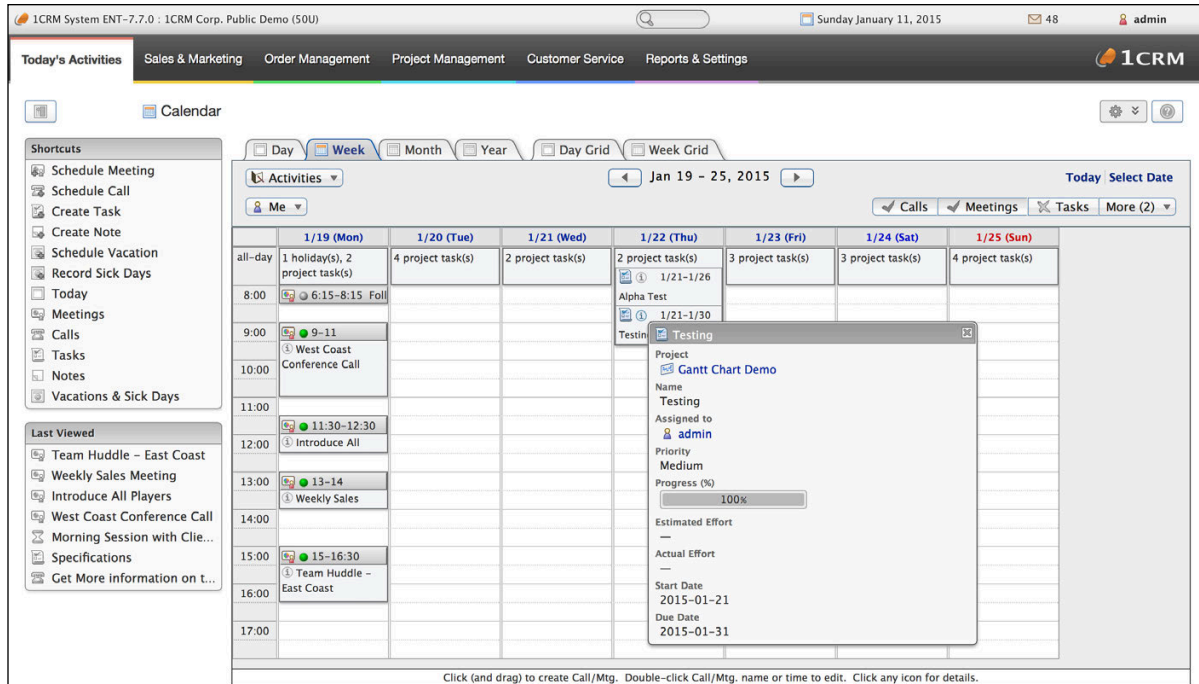 1CRM System ENT-7.7.0 : 1CRM Corp. Public Demo (50U)
Sunday January 11, 2015
48
admin
Today's Activities
Sales & Marketing
Order Management
Project Management
Customer Service
Reports & Settings
1CRM
Calendar
Shortcuts
Schedule Meeting
Schedule Call
Create Task
Create Note
Schedule Vacation
Record Sick Days
Today
Meetings
Calls
Tasks
Notes
Vacations & Sick Days
Last Viewed
Team Huddle – East Coast
Weekly Sales Meeting
Introduce All Players
West Coast Conference Call
Morning Session with Clie...
Specifications
Get More information on t...
Day
Week
Month
Year
Day Grid
Week Grid
Activities
Jan 19 – 25, 2015
Today
Select Date
Me
Calls
Meetings
Tasks
More (2)
1/19 (Mon)
1/20 (Tue)
1/21 (Wed)
1/22 (Thu)
1/23 (Fri)
1/24 (Sat)
1/25 (Sun)
all-day
1 holiday(s), 2
project task(s)
4 project task(s)
2 project task(s)
2 project task(s)
3 project task(s)
3 project task(s)
4 project task(s)
1/21–1/26
Alpha Test
1/21–1/30
Testin
8:00
6:15–8:15 Foll
9:00
9–11
West Coast
Conference Call
10:00
11:00
11:30–12:30
Introduce All
12:00
13:00
13–14
Weekly Sales
14:00
15:00
15–16:30
Team Huddle –
East Coast
16:00
17:00
Testing
Project
Gantt Chart Demo
Name
Testing
Assigned to
admin
Priority
Medium
Progress (%)
100%
Estimated Effort
—
Actual Effort
—
Start Date
2015-01-21
Due Date
2015-01-31
Click (and drag) to create Call/Mtg. Double-click Call/Mtg. name or time to edit. Click any icon for details.